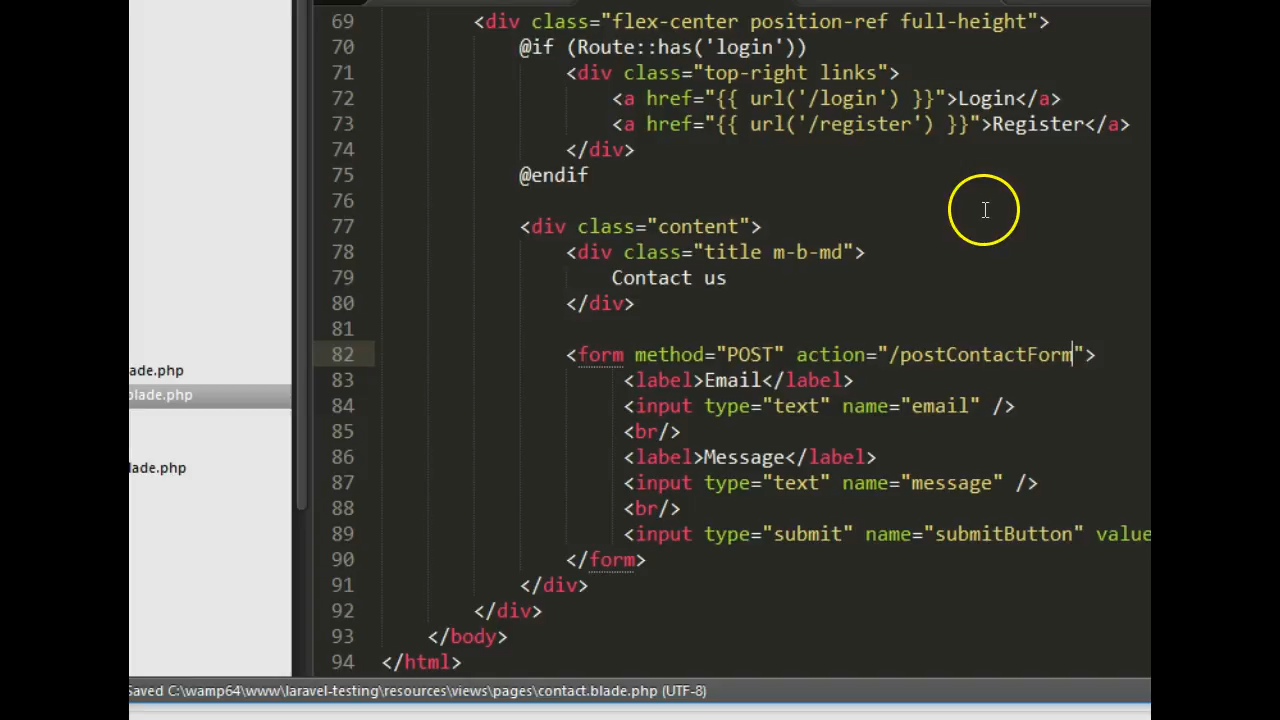 69 <div class="flex-center position-ref full-height">
70 @if (Route::has('login'))
71 <div class="top-right links">
72 <a href="{{ url('/login') }}">Login</a>
73 <a href="{{ url('/register') }}">Register</a>
74 </div>
75 @endif
76
77 <div class="content">
78 <div class="title m-b-md">
79 Contact us
80 </div>
81
82 <form method="POST" action="/postContactForm">
83 <label>Email</label>
84 <input type="text" name="email" />
85 <br/>
86 <label>Message</label>
87 <input type="text" name="message" />
88 <br/>
89 <input type="submit" name="submitButton" value
90 </form>
91 </div>
92 </div>
93 </body>
94 </html>
ade.php
blade.php
lade.php
Saved C:\wamp64\www\laravel-testing\resources\views\pages\contact.blade.php (UTF-8)